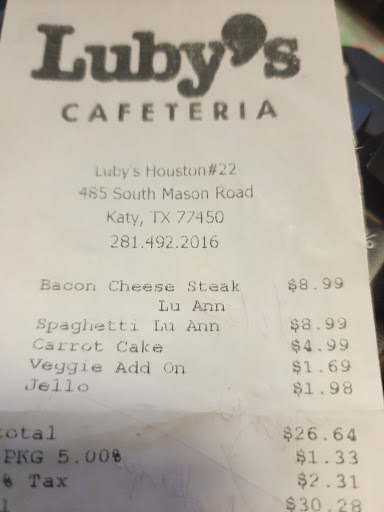 Luby's
CAFETERIA
Luby's Houston#22
485 South Mason Road
Katy, TX 77450
281.492.2016
Bacon Cheese Steak $8.99
Lu Ann
Spaghetti Lu Ann $8.99
Carrot Cake $4.99
Veggie Add On $1.69
Jello $1.98
otal $26.64
PKG 5.00% $1.33
% Tax $2.31
l $30.28